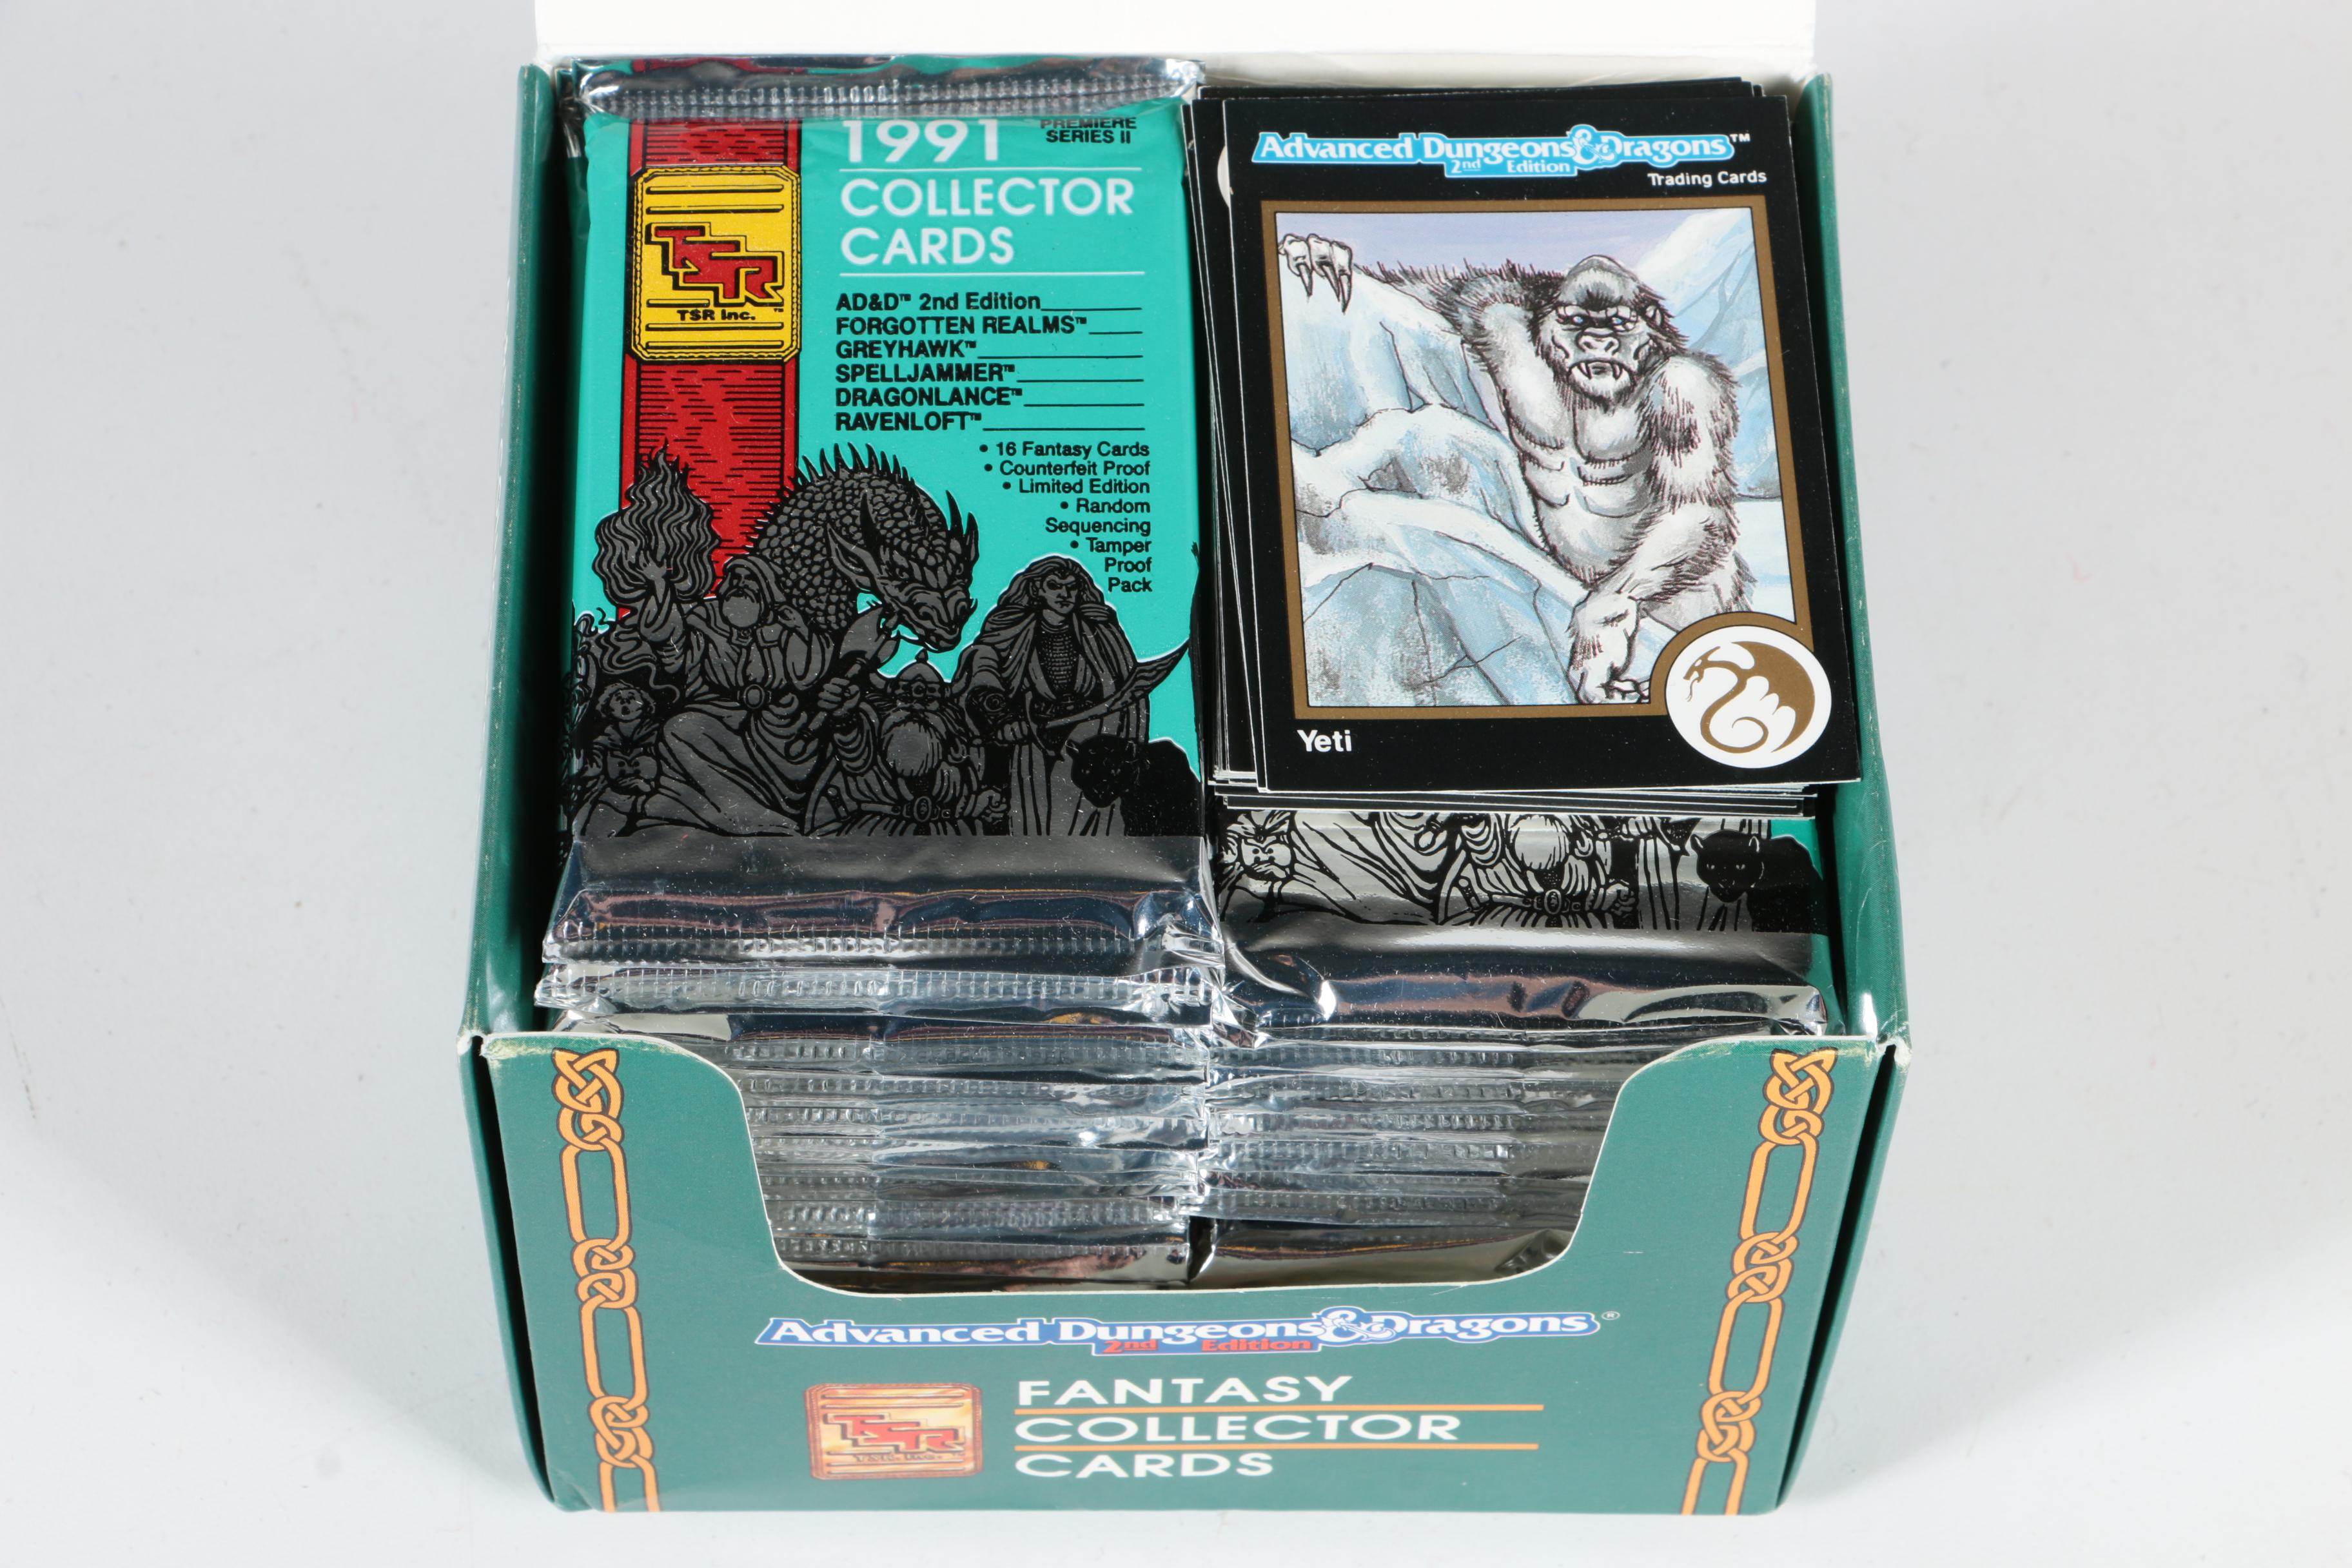 1991
PREMIERE
SERIES II
COLLECTOR
CARDS
TSR
TSR Inc.™
AD&D™ 2nd Edition
FORGOTTEN REALMS™
GREYHAWK™
SPELLJAMMER™
DRAGONLANCE™
RAVENLOFT™
• 16 Fantasy Cards
• Counterfeit Proof
• Limited Edition
• Random
Sequencing
• Tamper
Proof
Pack
Advanced Dungeons & Dragons™
2nd Edition
Trading Cards
Yeti
Advanced Dungeons & Dragons®
2nd Edition
TSR
FANTASY
COLLECTOR
CARDS